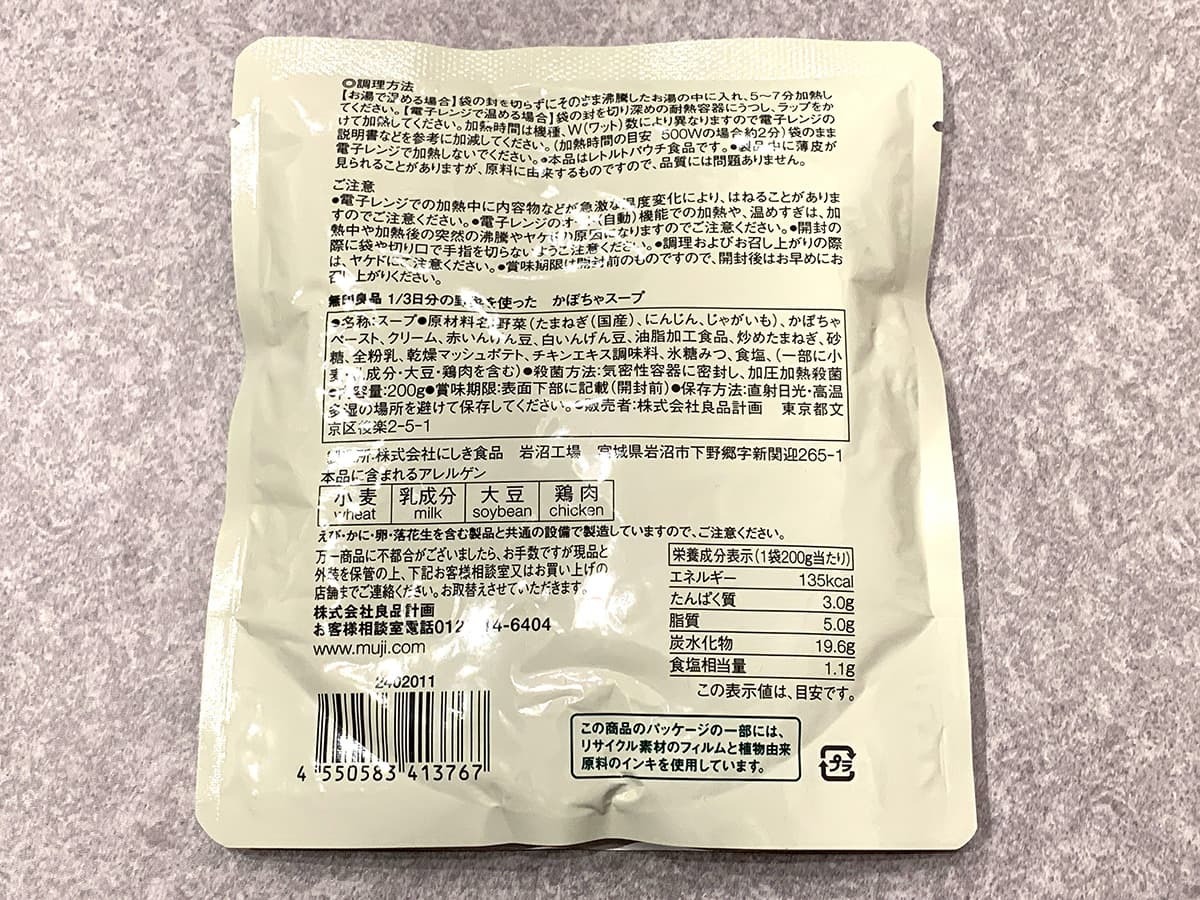 ◎調理方法
【お湯で温める場合】袋の封を切らずにそのまま沸騰したお湯の中に入れ、5〜7分加熱し
てください。【電子レンジで温める場合】袋の封を切り深めの耐熱容器にうつし、ラップをか
けて加熱してください。加熱時間は機種、W(ワット)数により異なりますので電子レンジの
説明書などを参考に加減してください。(加熱時間の目安 500Wの場合約2分)袋のまま
電子レンジで加熱しないでください。●製品中に薄皮が
見られることがありますが、原料に由来するものですので、品質には問題ありません。
ご注意
●電子レンジでの加熱中に内容物などが急激な温度変化により、はねることがありま
すのでご注意ください。●電子レンジのオート(自動)機能での加熱や、温めすぎは、加
熱中や加熱後の突然の沸騰やヤケドの原因になりますのでご注意ください。●開封の
際に袋や切り口で手指を切らないようご注意ください。●調理およびお召し上がりの際
は、ヤケドにご注意ください。●賞味期限は開封前のものですので、開封後はお早めにお
召し上がりください。
無印良品 1/3日分の野菜を使った かぼちゃスープ
●名称:スープ●原材料名:野菜(たまねぎ(国産)、にんじん、じゃがいも)、かぼちゃ
ペースト、クリーム、赤いんげん豆、白いんげん豆、油脂加工食品、炒めたまねぎ、砂
糖、全粉乳、乾燥マッシュポテト、チキンエキス調味料、氷糖みつ、食塩、(一部に小
麦・乳成分・大豆・鶏肉を含む)●殺菌方法:気密性容器に密封し、加圧加熱殺菌
容量:200g●賞味期限:表面下部に記載(開封前)●保存方法:直射日光・高温
多湿の場所を避けて保存してください。●販売者:株式会社良品計画 東京都文
京区後楽2-5-1
株式会社にしき食品 岩沼工場 宮城県岩沼市下野郷字新関迎265-1
本品に含まれるアレルゲン
小麦 乳成分 大豆 鶏肉
wheat milk soybean chicken
えび・かに・卵・落花生を含む製品と共通の設備で製造していますので、ご注意ください。
万一商品に不都合がございましたら、お手数ですが現品と
外装を保管の上、下記お客様相談室又はお買い上げの
店舗までご連絡ください。お取替えさせていただきます。
株式会社良品計画
お客様相談室電話012 14-6404
www.muji.com
栄養成分表示(1袋200g当たり)
エネルギー 135kcal
たんぱく質 3.0g
脂質 5.0g
炭水化物 19.6g
食塩相当量 1.1g
この表示値は、目安です。
2402011
4 550583 413767
この商品のパッケージの一部には、
リサイクル素材のフィルムと植物由来
原料のインキを使用しています。
プラ